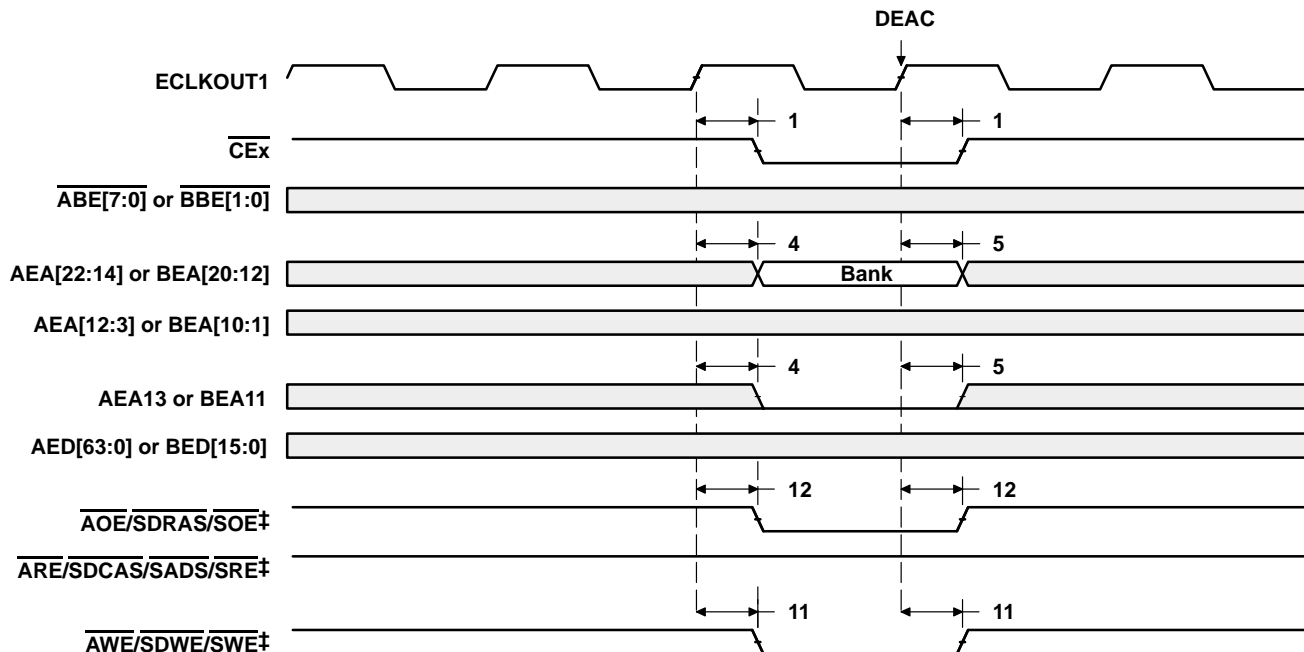 DEAC
ECLKOUT1
1 1
CEx
ABE[7:0] or BBE[1:0]
4 5
AEA[22:14] or BEA[20:12] Bank
AEA[12:3] or BEA[10:1]
4 5
AEA13 or BEA11
AED[63:0] or BED[15:0]
12 12
AOE/SDRAS/SOE‡
ARE/SDCAS/SADS/SRE‡
11 11
AWE/SDWE/SWE‡